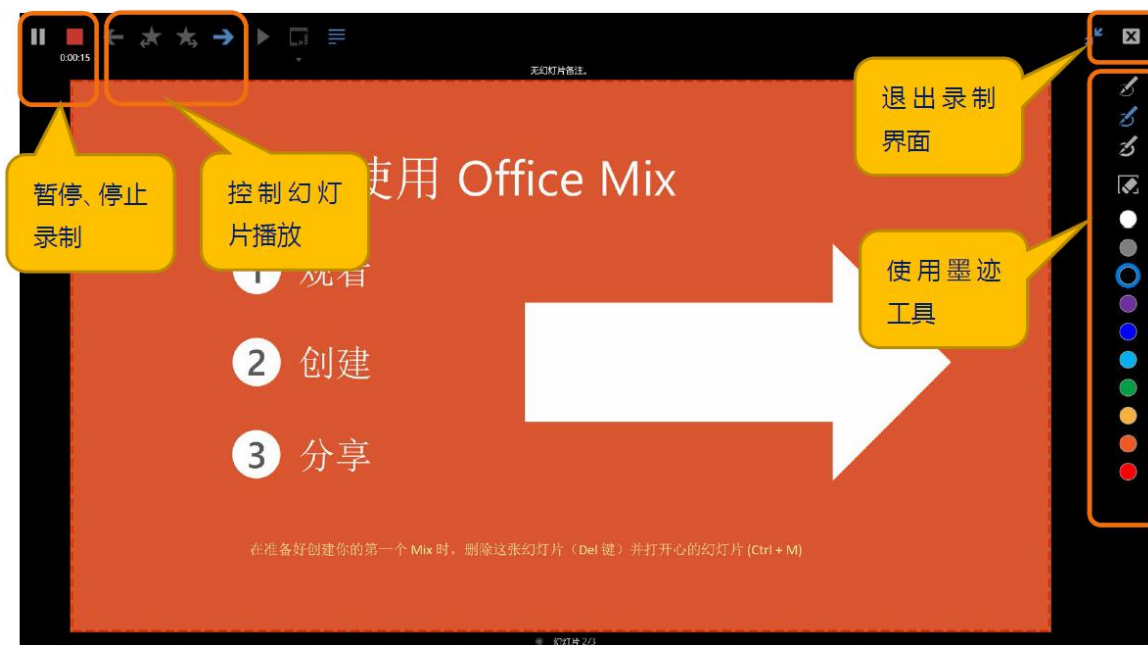 0:00:15
无幻灯片备注。
退出录制
界面
暂停、停止
录制
控制幻灯
片播放
使用 Office Mix
1 观看
使用墨迹
工具
2 创建
3 分享
在准备好创建你的第一个 Mix 时，删除这张幻灯片（Del 键）并打开心的幻灯片 (Ctrl + M)
幻灯片 2/3